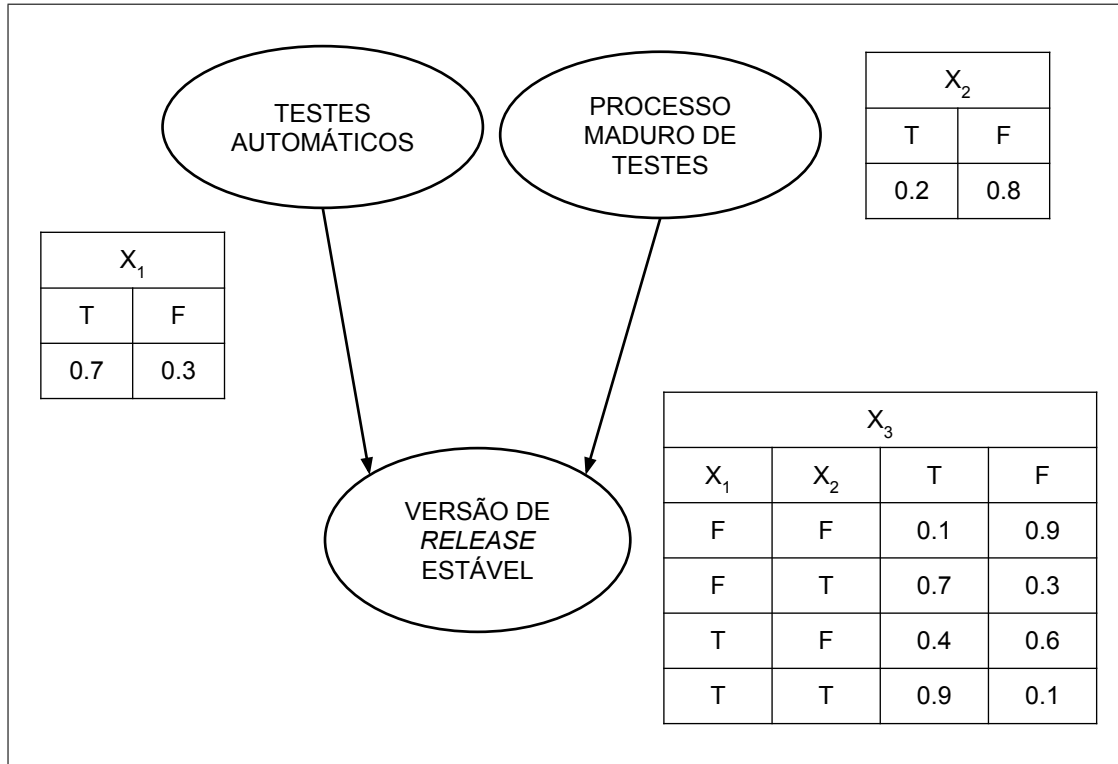 TESTES
AUTOMÁTICOS
PROCESSO
MADURO DE
TESTES
X₂
T F
0.2 0.8
X₁
T F
0.7 0.3
VERSÃO DE
RELEASE
ESTÁVEL
X₃
X₁ X₂ T F
F F 0.1 0.9
F T 0.7 0.3
T F 0.4 0.6
T T 0.9 0.1